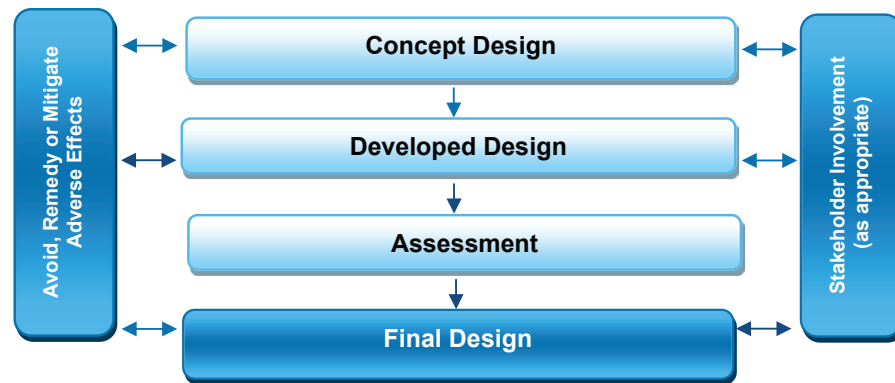 Avoid, Remedy or Mitigate
Adverse Effects
Concept Design
Developed Design
Assessment
Final Design
Stakeholder Involvement
(as appropriate)